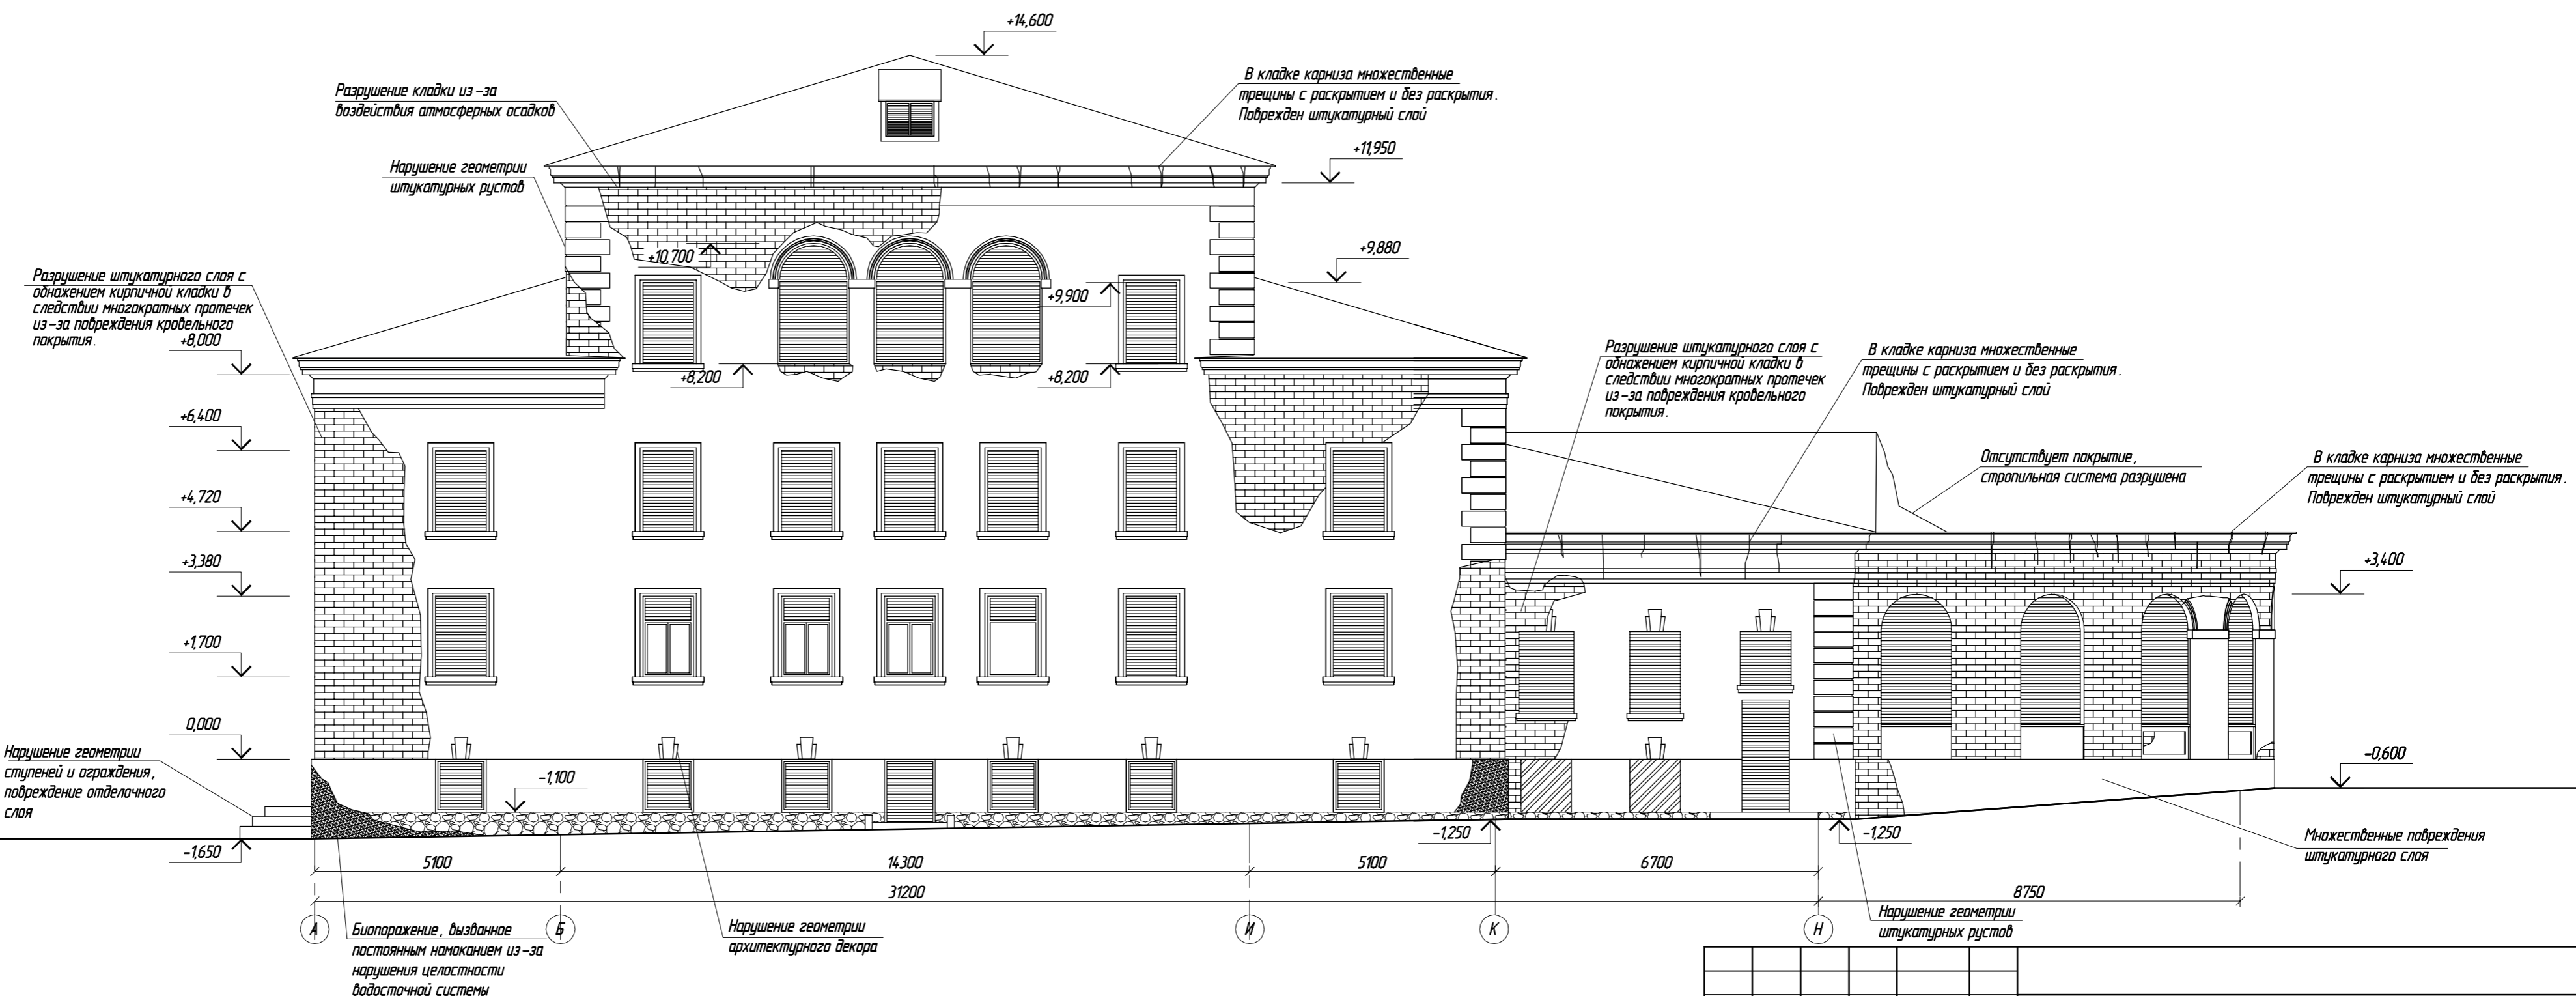 +14,600
Разрушение кладки из-за
воздействия атмосферных осадков
В кладке карниза множественные
трещины с раскрытием и без раскрытия.
Поврежден штукатурный слой
+11,950
Нарушение геометрии
штукатурных рустов
+10,700
+9,880
+9,900
Разрушение штукатурного слоя с
обнажением кирпичной кладки в
следствии многократных протечек
из-за повреждения кровельного
покрытия.
+8,000
+8,200
+8,200
Разрушение штукатурного слоя с
обнажением кирпичной кладки в
следствии многократных протечек
из-за повреждения кровельного
покрытия.
В кладке карниза множественные
трещины с раскрытием и без раскрытия.
Поврежден штукатурный слой
+6,400
Отсутствует покрытие,
стропильная система разрушена
В кладке карниза множественные
трещины с раскрытием и без раскрытия.
Поврежден штукатурный слой
+4,720
+3,380
+3,400
+1,700
0,000
Нарушение геометрии
ступеней и ограждения,
повреждение отделочного
слоя
-1,100
-0,600
-1,650
-1,250
-1,250
Множественные повреждения
штукатурного слоя
5100
14300
5100
6700
31200
8750
А
Б
И
К
Н
Биопоражение, вызванное
постоянным намоканием из-за
нарушения целостности
водосточной системы
Нарушение геометрии
архитектурного декора
Нарушение геометрии
штукатурных рустов